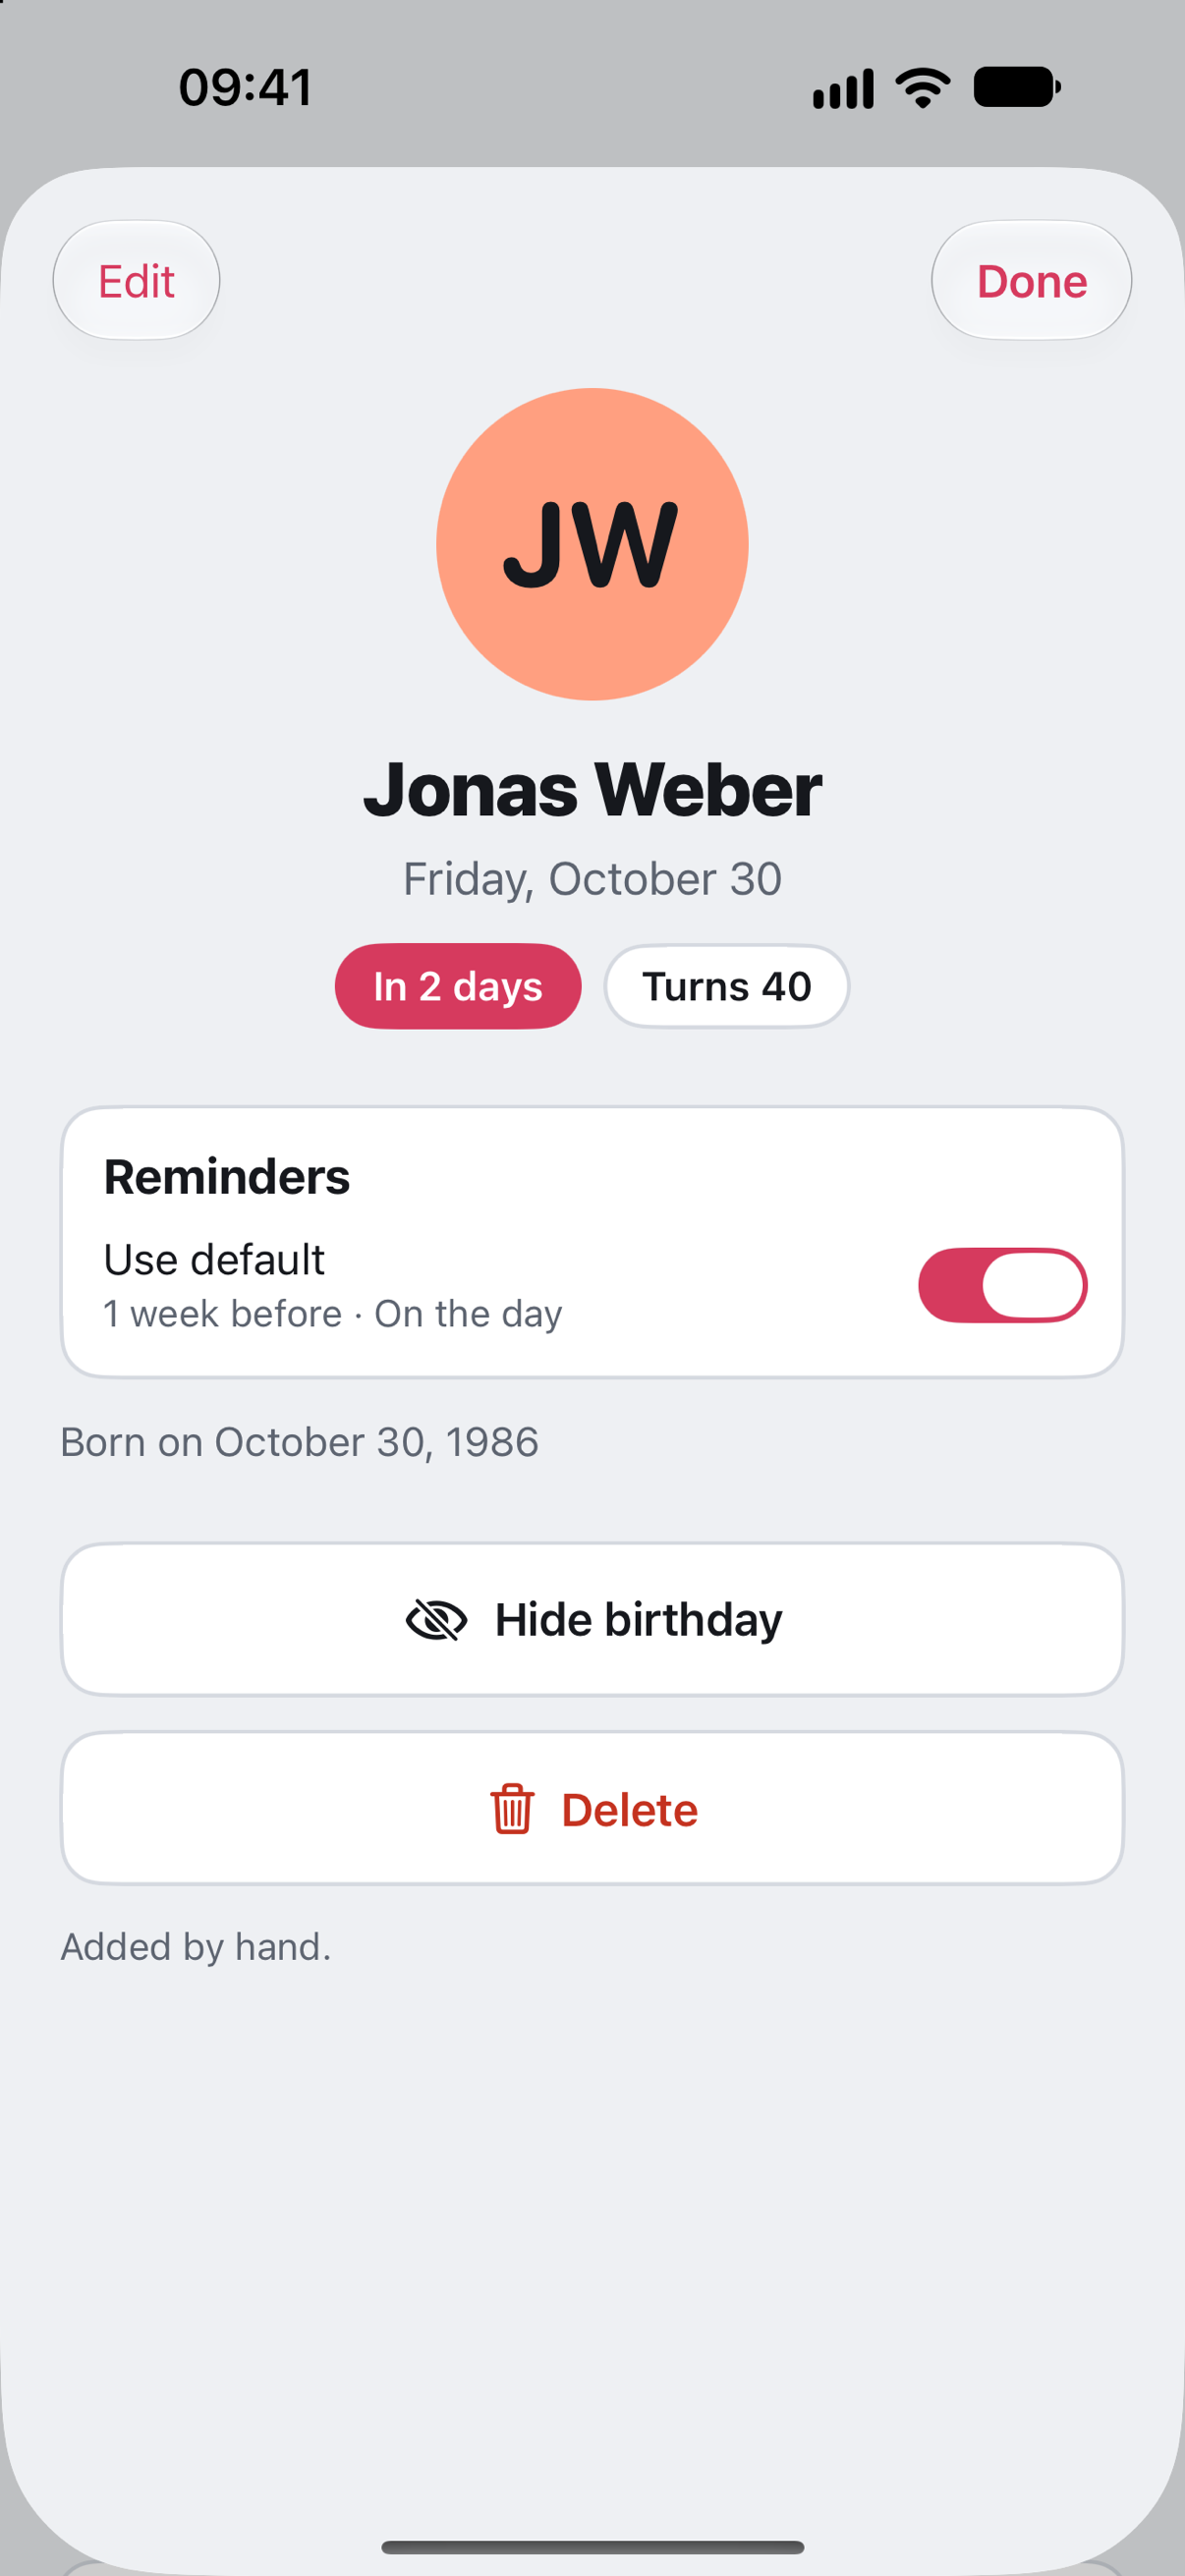 09:41
Edit
Done
JW
Jonas Weber
Friday, October 30
In 2 days
Turns 40
Reminders
Use default
1 week before · On the day
Born on October 30, 1986
Hide birthday
Delete
Added by hand.